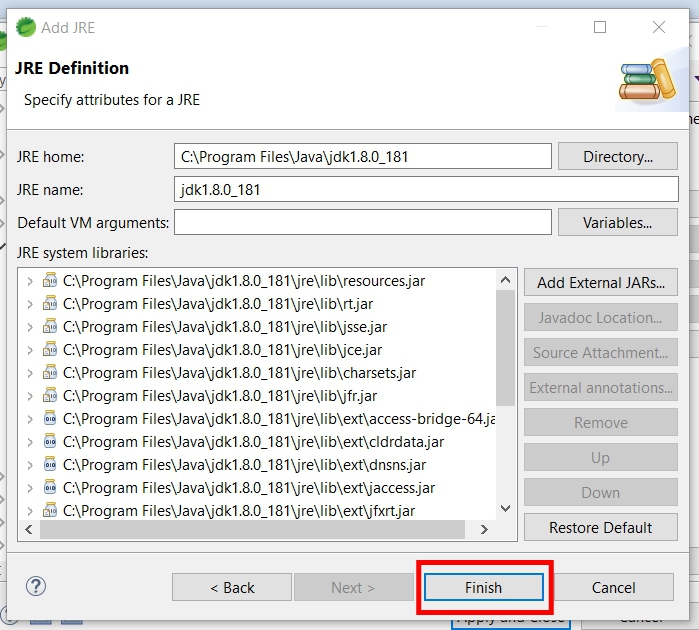 Add JRE
JRE Definition
Specify attributes for a JRE
JRE home:
C:\Program Files\Java\jdk1.8.0_181
Directory...
JRE name:
jdk1.8.0_181
Default VM arguments:
Variables...
JRE system libraries:
C:\Program Files\Java\jdk1.8.0_181\jre\lib\resources.jar
Add External JARs...
C:\Program Files\Java\jdk1.8.0_181\jre\lib\rt.jar
C:\Program Files\Java\jdk1.8.0_181\jre\lib\jsse.jar
Javadoc Location...
C:\Program Files\Java\jdk1.8.0_181\jre\lib\jce.jar
Source Attachment...
C:\Program Files\Java\jdk1.8.0_181\jre\lib\charsets.jar
External annotations...
C:\Program Files\Java\jdk1.8.0_181\jre\lib\jfr.jar
C:\Program Files\Java\jdk1.8.0_181\jre\lib\ext\access-bridge-64.ja
Remove
C:\Program Files\Java\jdk1.8.0_181\jre\lib\ext\cldrdata.jar
Up
C:\Program Files\Java\jdk1.8.0_181\jre\lib\ext\dnsns.jar
C:\Program Files\Java\jdk1.8.0_181\jre\lib\ext\jaccess.jar
Down
C:\Program Files\Java\jdk1.8.0_181\jre\lib\ext\jfxrt.jar
Restore Default
?
< Back
Next >
Finish
Cancel
Apply and Close
Cancel